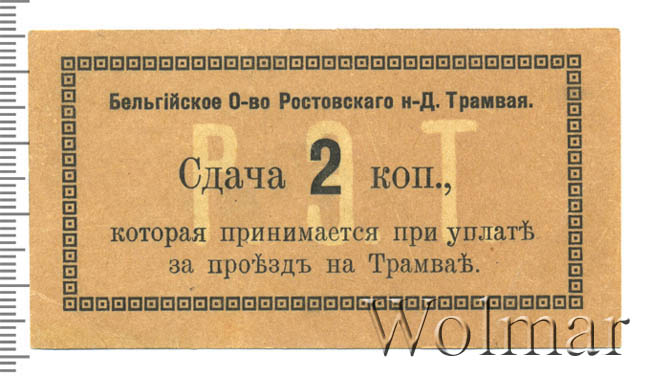 Бельгійское О-во Ростовскаго н-Д. Трамвая.
РЭТ
Сдача 2 коп.,
которая принимается при уплатѣ
за проѣздъ на Трамваѣ.
Wolmar